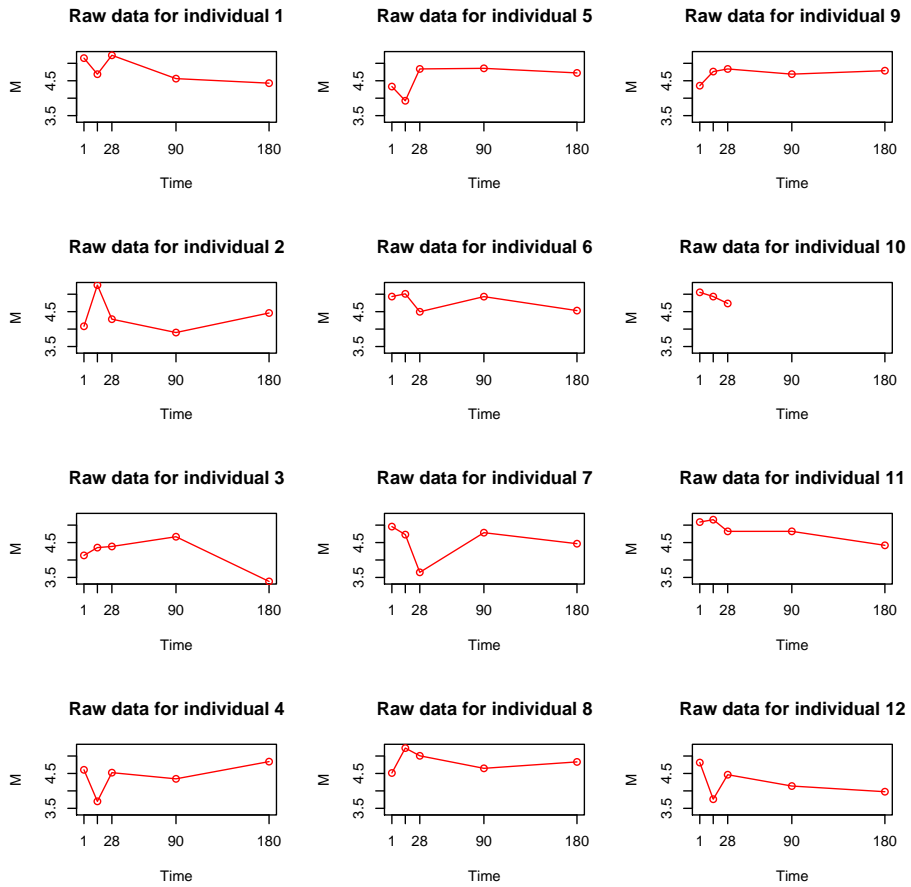 Raw data for individual 1
M
4.5
3.5
1 28 90 180
Time
Raw data for individual 5
M
4.5
3.5
1 28 90 180
Time
Raw data for individual 9
M
4.5
3.5
1 28 90 180
Time
Raw data for individual 2
M
4.5
3.5
1 28 90 180
Time
Raw data for individual 6
M
4.5
3.5
1 28 90 180
Time
Raw data for individual 10
M
4.5
3.5
1 28 90 180
Time
Raw data for individual 3
M
4.5
3.5
1 28 90 180
Time
Raw data for individual 7
M
4.5
3.5
1 28 90 180
Time
Raw data for individual 11
M
4.5
3.5
1 28 90 180
Time
Raw data for individual 4
M
4.5
3.5
1 28 90 180
Time
Raw data for individual 8
M
4.5
3.5
1 28 90 180
Time
Raw data for individual 12
M
4.5
3.5
1 28 90 180
Time